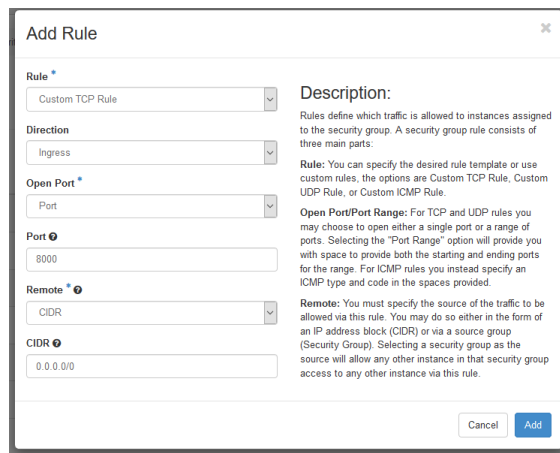 Add Rule
Rule *
Custom TCP Rule
Direction
Ingress
Open Port *
Port
Port
8000
Remote *
CIDR
CIDR
0.0.0.0/0
Description:
Rules define which traffic is allowed to instances assigned
to the security group. A security group rule consists of
three main parts:
Rule: You can specify the desired rule template or use
custom rules, the options are Custom TCP Rule, Custom
UDP Rule, or Custom ICMP Rule.
Open Port/Port Range: For TCP and UDP rules you
may choose to open either a single port or a range of
ports. Selecting the "Port Range" option will provide you
with space to provide both the starting and ending ports
for the range. For ICMP rules you instead specify an
ICMP type and code in the spaces provided.
Remote: You must specify the source of the traffic to be
allowed via this rule. You may do so either in the form of
an IP address block (CIDR) or via a source group
(Security Group). Selecting a security group as the
source will allow any other instance in that security group
access to any other instance via this rule.
Cancel
Add